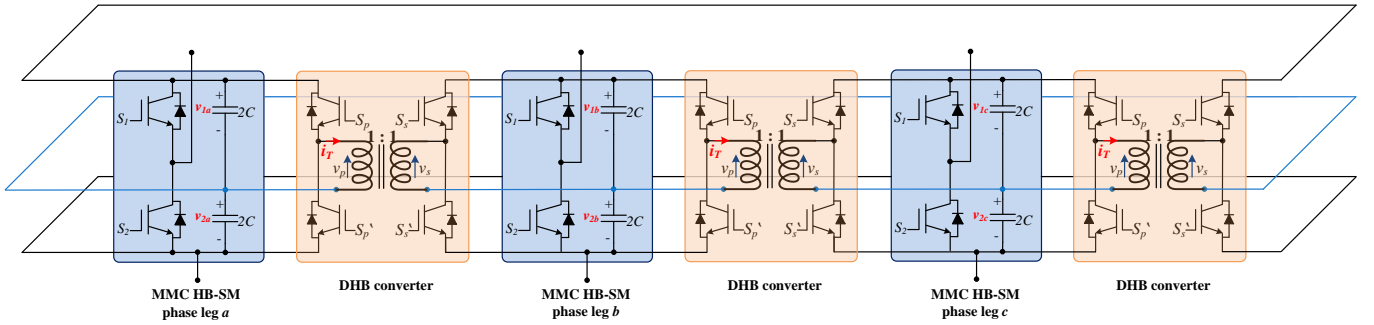 S1
v1a
+
2C
-
S2
v2a
+
2C
-
MMC HB-SM
phase leg a
Sp
Ss
1 : 1
iT
vp
vs
Sp`
Ss`
DHB converter
S1
v1b
+
2C
-
S2
v2b
+
2C
-
MMC HB-SM
phase leg b
Sp
Ss
1 : 1
iT
vp
vs
Sp`
Ss`
DHB converter
S1
v1c
+
2C
-
S2
v2c
+
2C
-
MMC HB-SM
phase leg c
Sp
Ss
1 : 1
iT
vp
vs
Sp`
Ss`
DHB converter